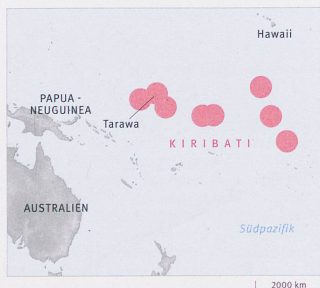 Hawaii
PAPUA -
NEUGUINEA
Tarawa
KIRIBATI
AUSTRALIEN
Südpazifik
2000 km